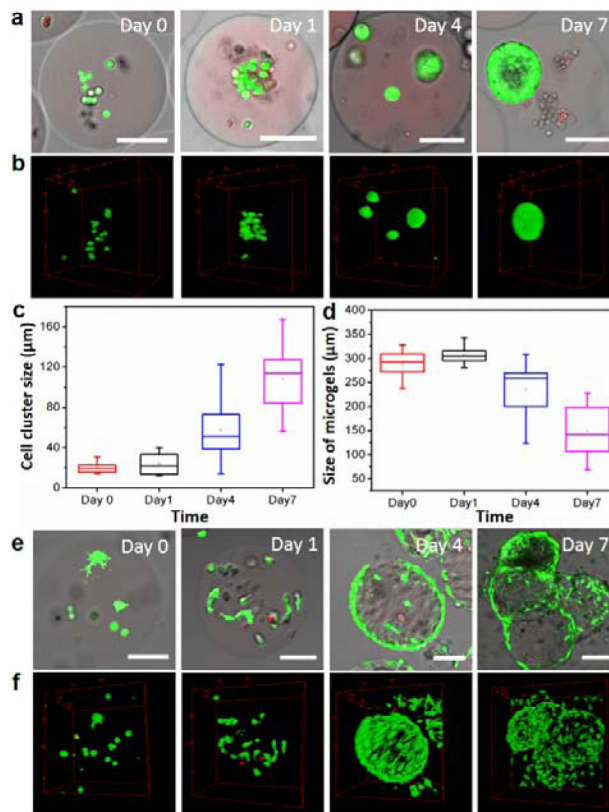 a
Day 0
Day 1
Day 4
Day 7
b
c
d
Cell cluster size (μm)
160
120
80
40
0
Day 0
Day1
Day4
Day7
Time
Size of microgels (μm)
400
350
300
250
200
150
100
50
Day0
Day1
Day4
Day7
Time
e
Day 0
Day 1
Day 4
Day 7
f